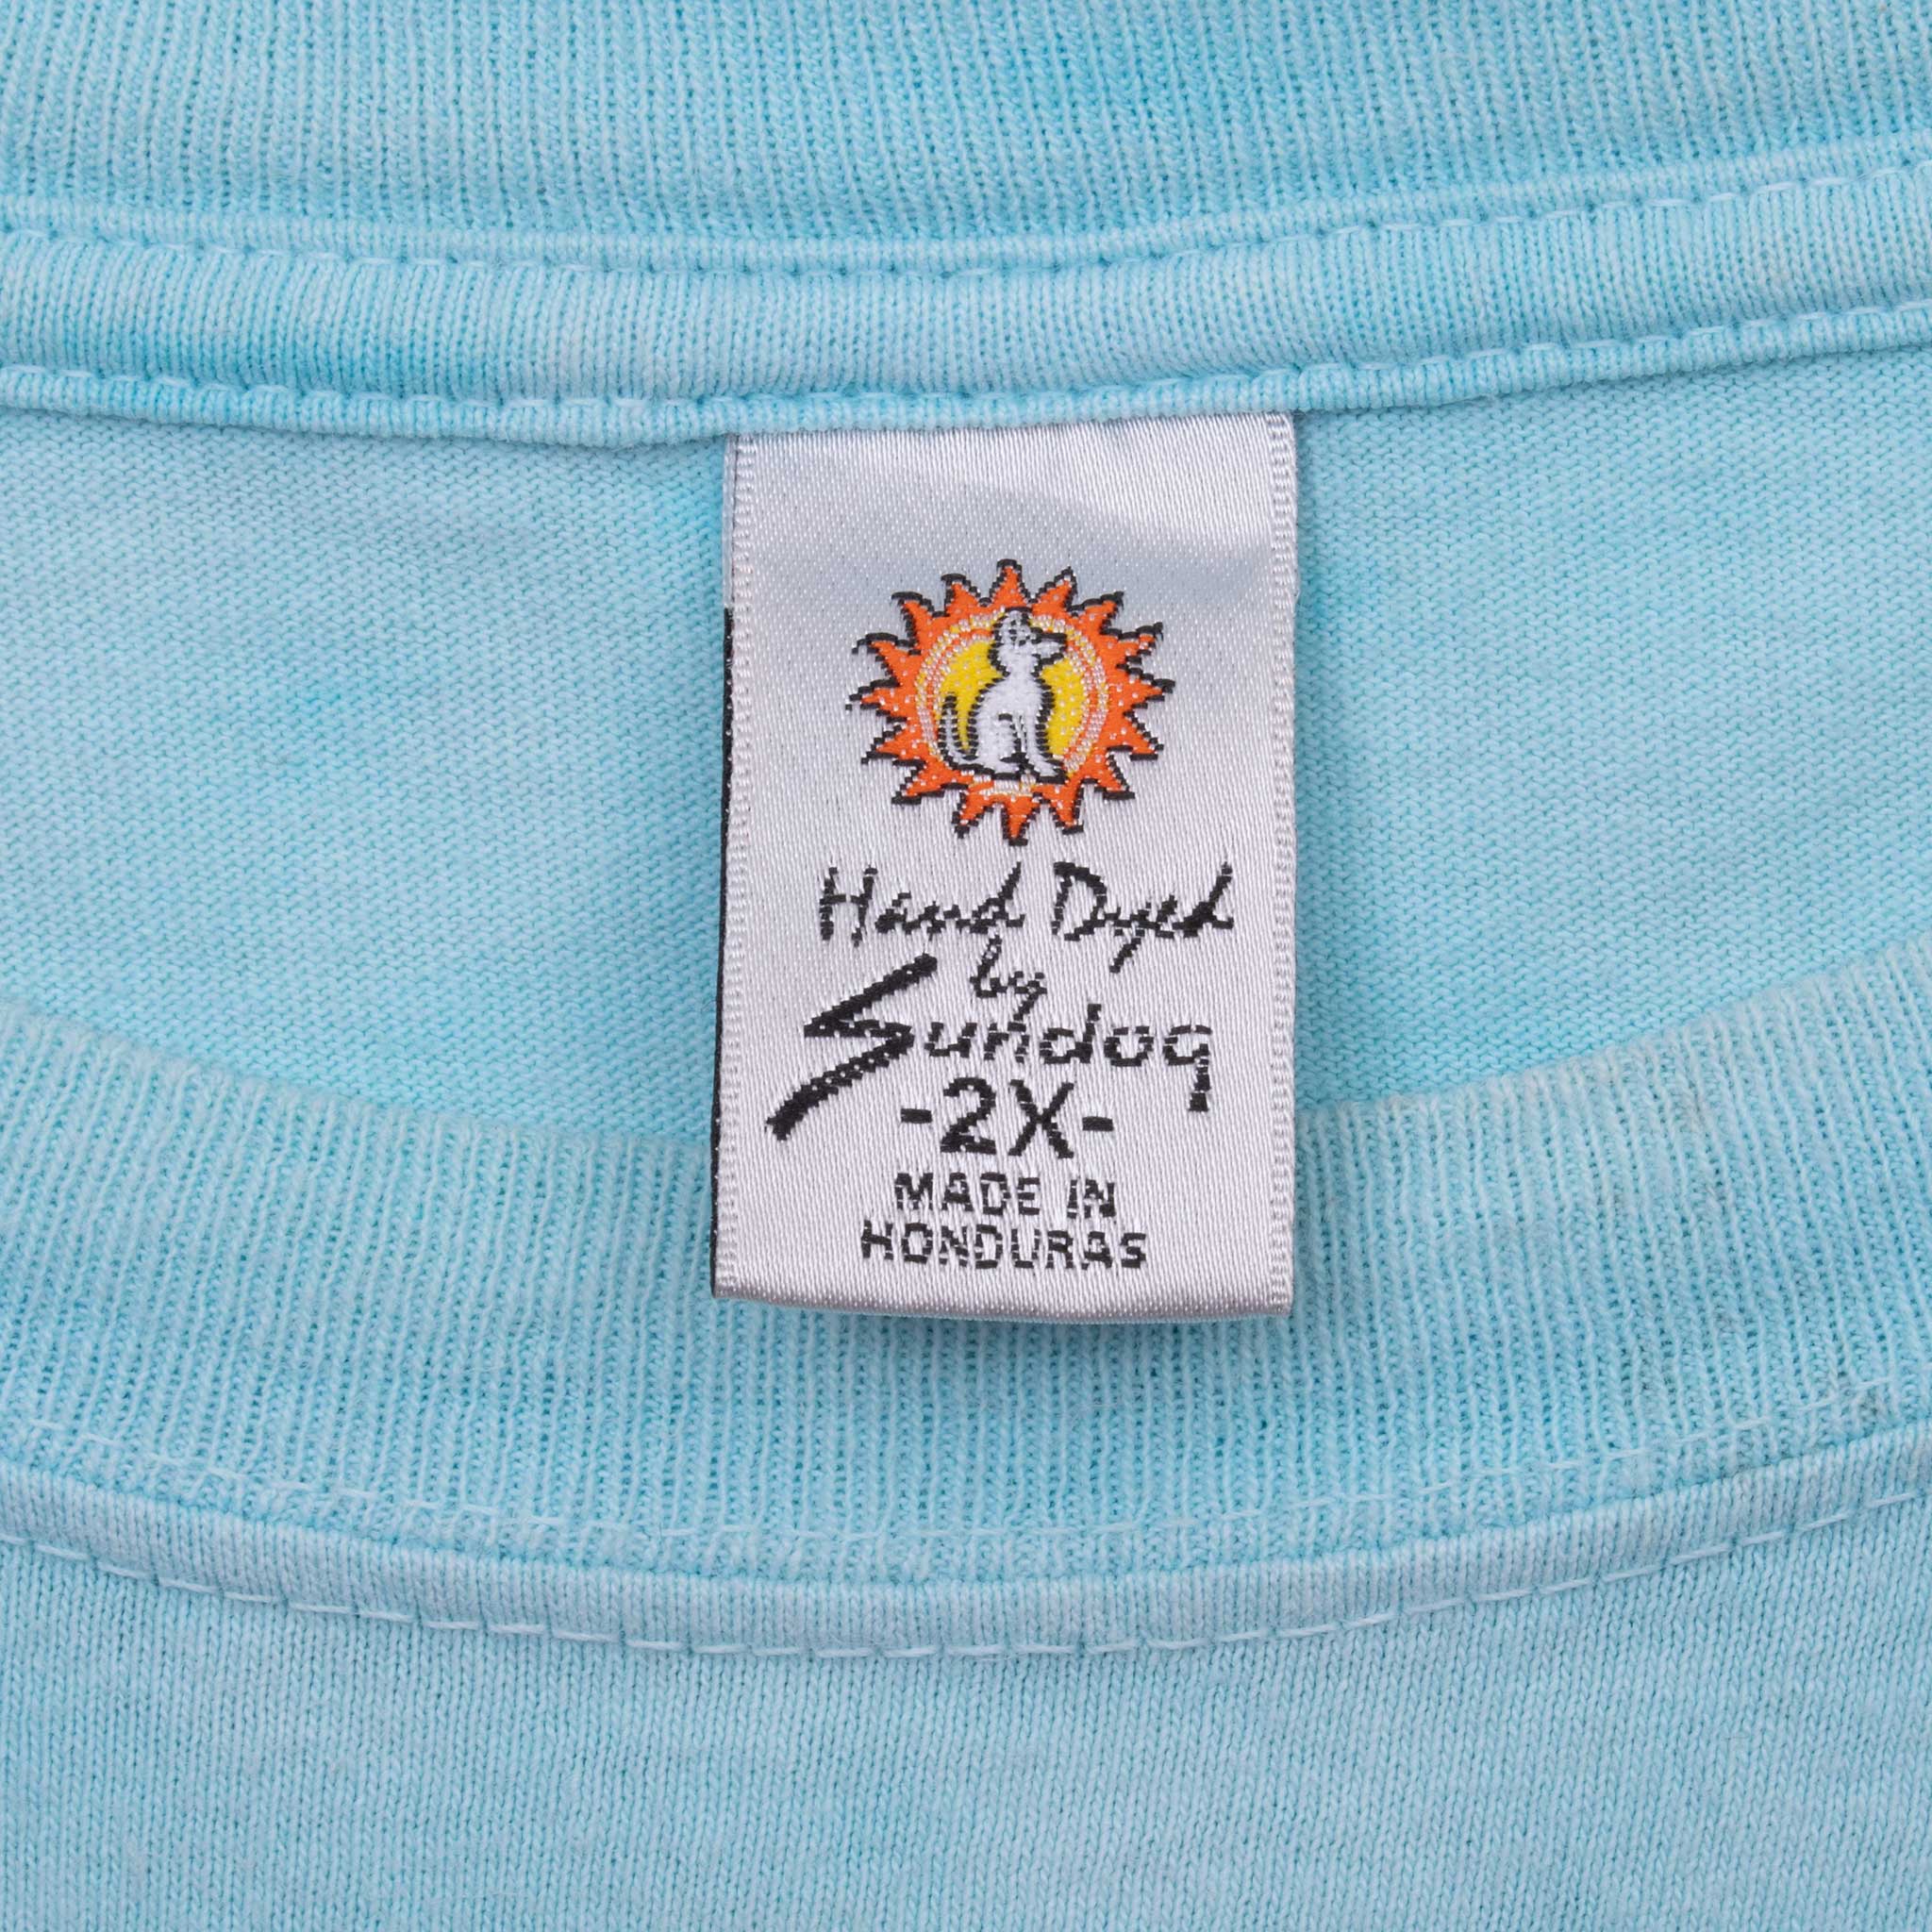 Hand Dyed
by
Sundog
-2X-
MADE IN
HONDURAS